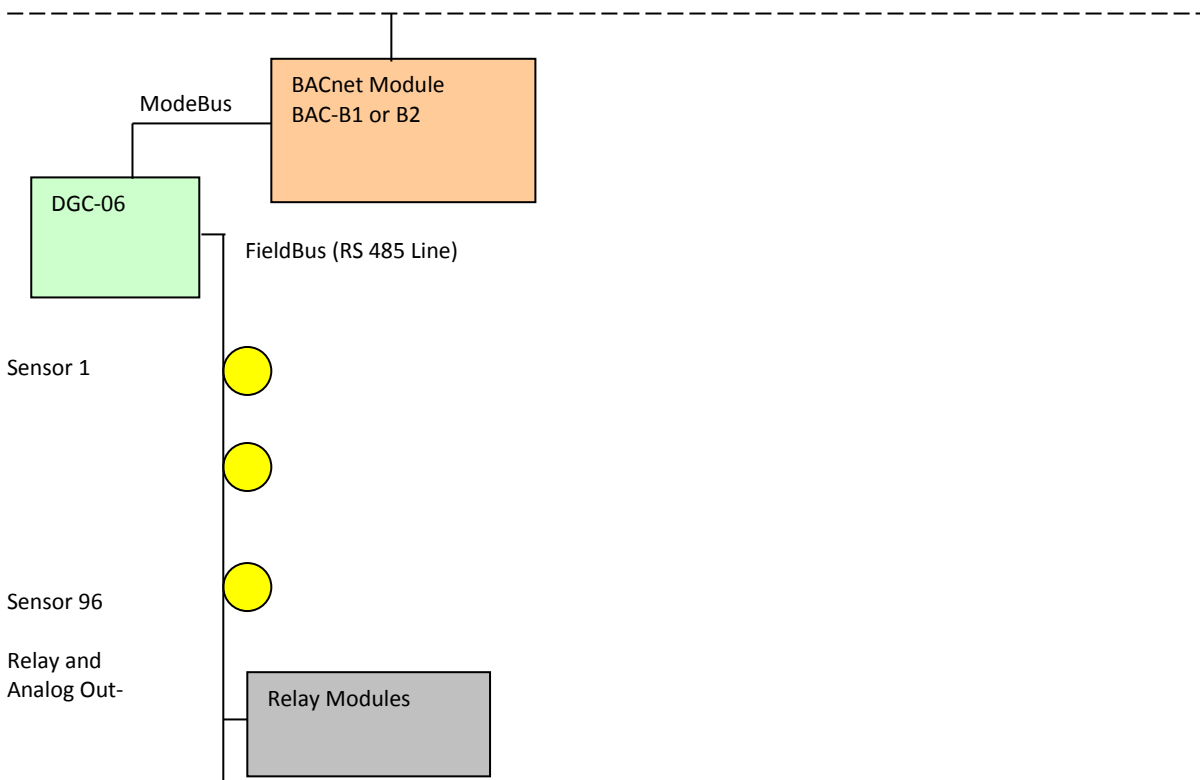 BACnet Module
BAC-B1 or B2
ModeBus
DGC-06
FieldBus (RS 485 Line)
Sensor 1
Sensor 96
Relay and
Analog Out-
Relay Modules